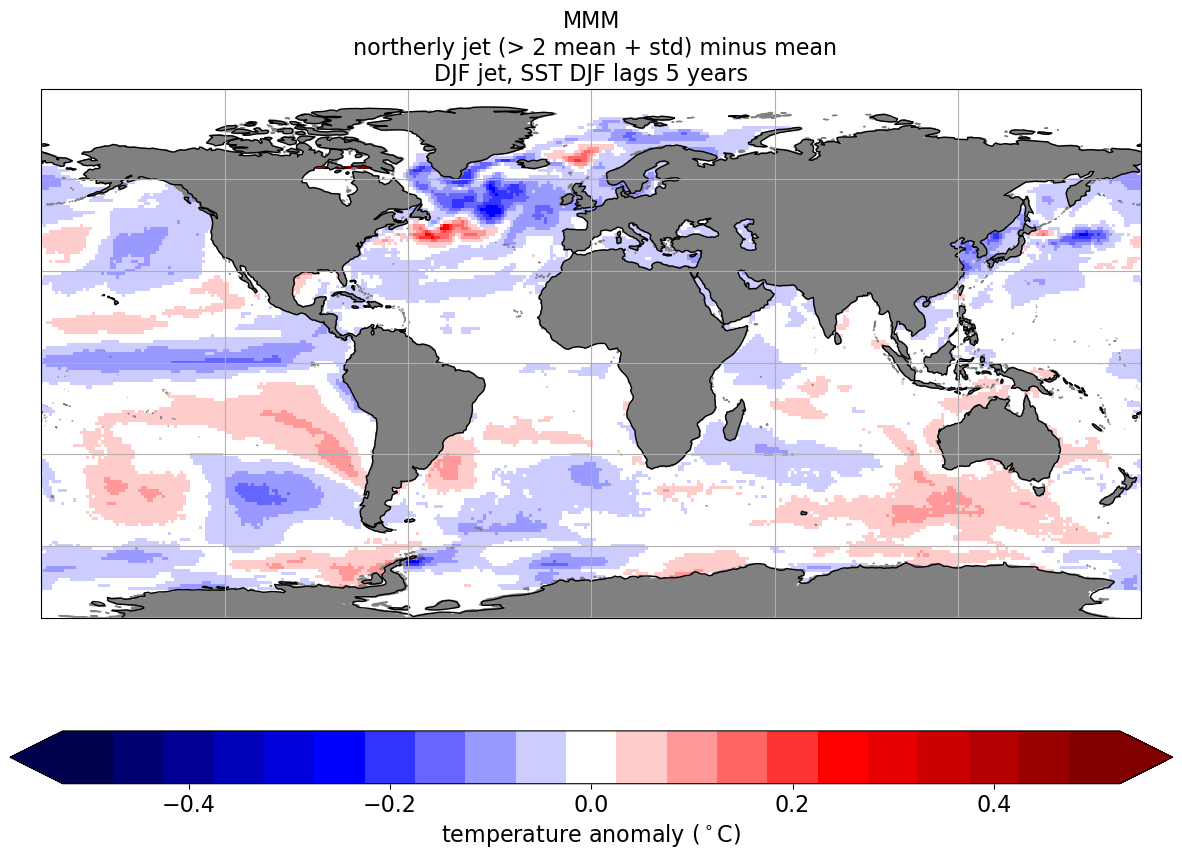 MMM
northerly jet (> 2 mean + std) minus mean
DJF jet, SST DJF lags 5 years
−0.4 −0.2 0.0 0.2 0.4
temperature anomaly (°C)